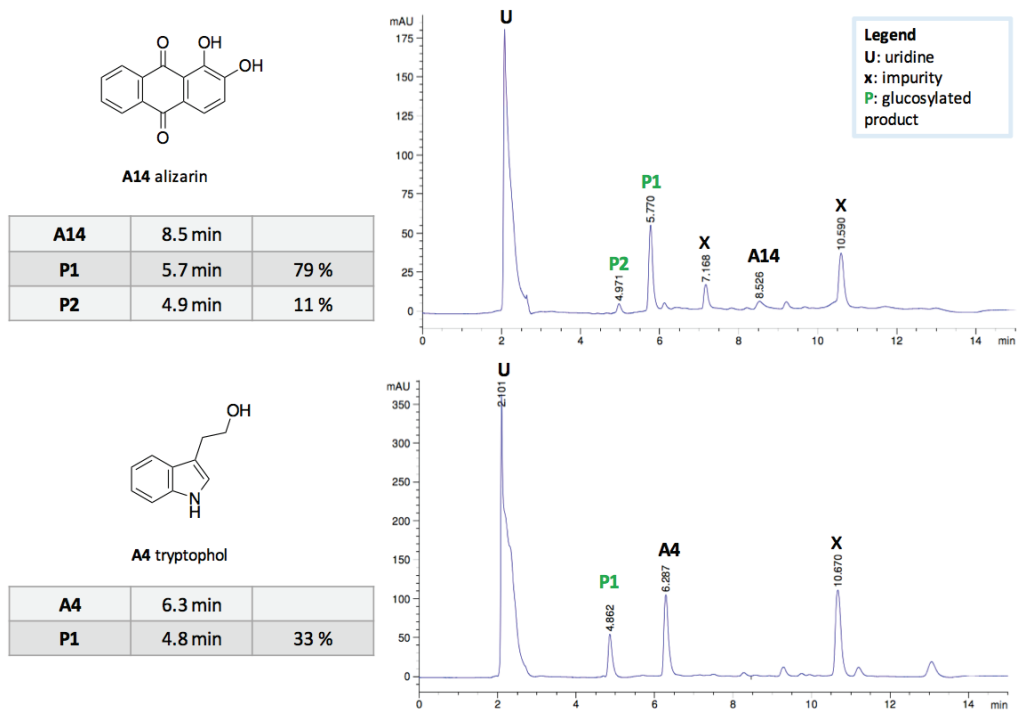 O
OH
OH
O
A14 alizarin
A14 8.5 min
P1 5.7 min 79 %
P2 4.9 min 11 %
mAU
175
150
125
100
75
50
25
0
U
P2
4.971
P1
5.770
X
7.168
A14
8.526
X
10.590
0 2 4 6 8 10 12 14 min
Legend
U: uridine
x: impurity
P: glucosylated
product
OH
N
H
A4 tryptophol
A4 6.3 min
P1 4.8 min 33 %
mAU
350
300
250
200
150
100
50
0
U
2.101
P1
4.862
A4
6.287
X
10.670
0 2 4 6 8 10 12 14 min